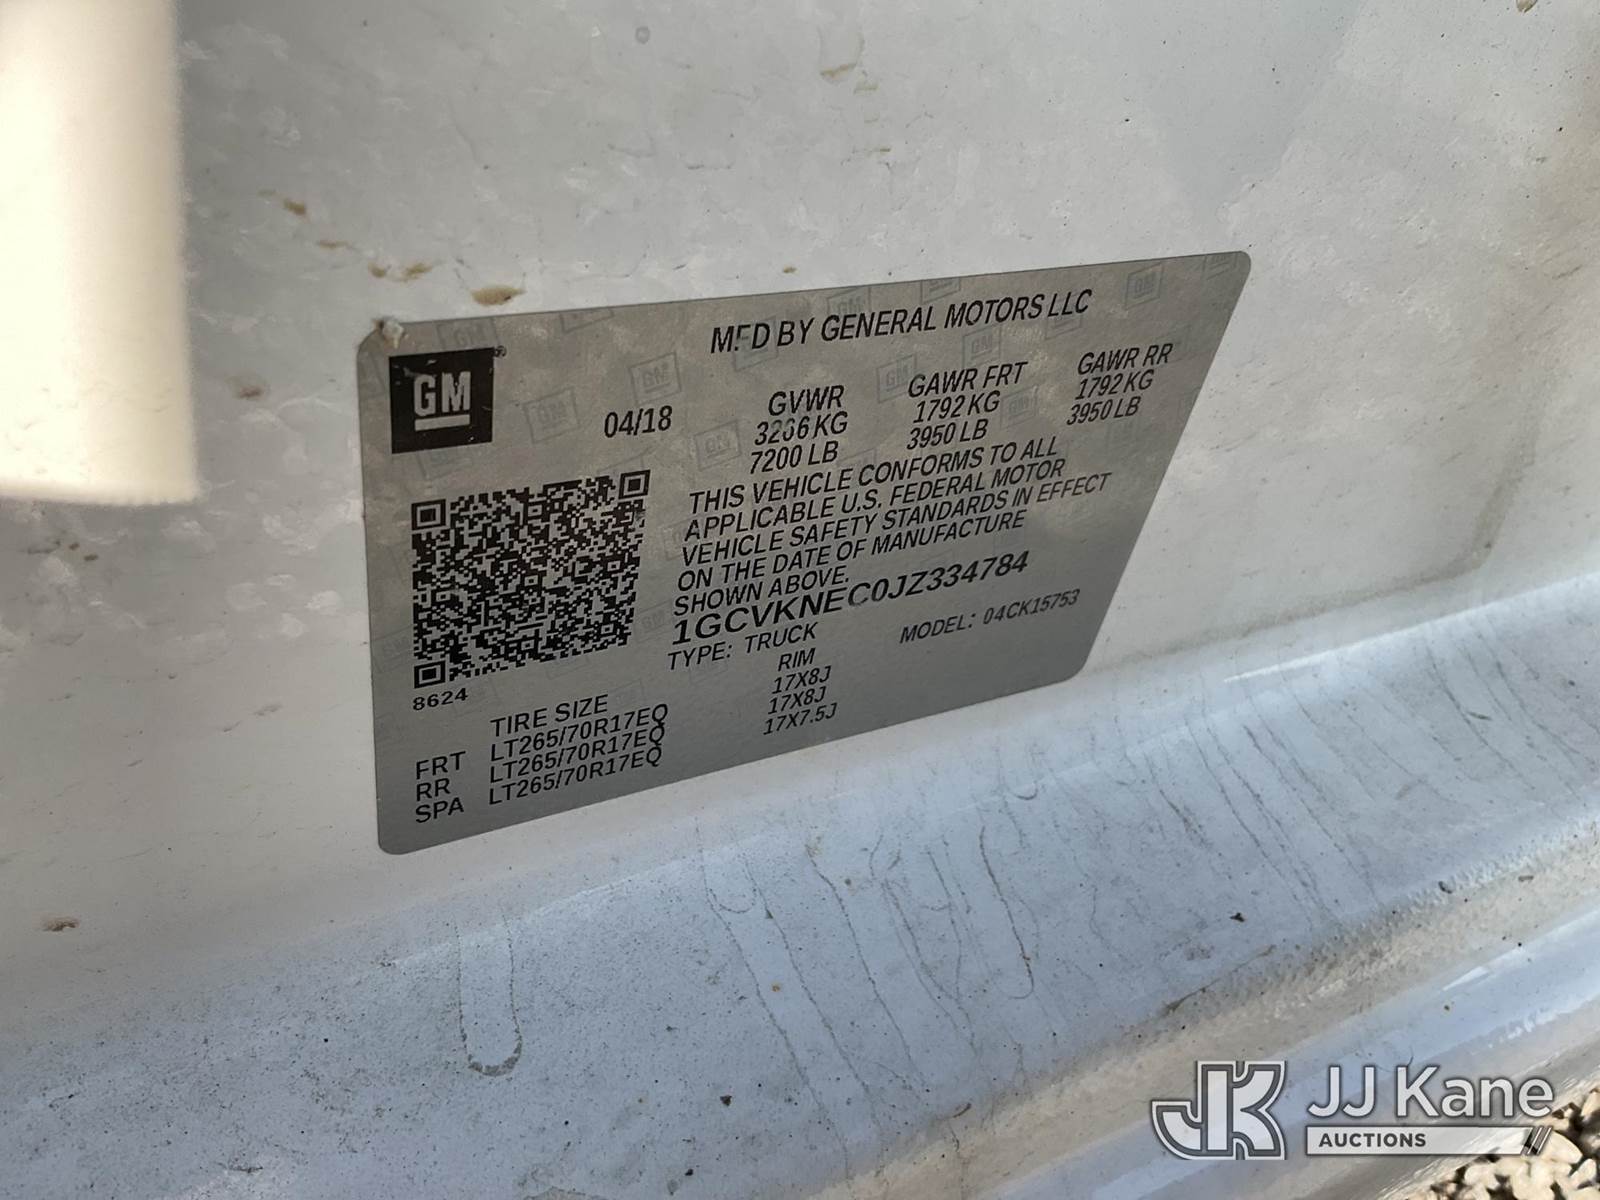 MFD BY GENERAL MOTORS LLC
GM
04/18
GVWR GAWR FRT GAWR RR
3266 KG 1792 KG 1792 KG
7200 LB 3950 LB 3950 LB
THIS VEHICLE CONFORMS TO ALL
APPLICABLE U.S. FEDERAL MOTOR
VEHICLE SAFETY STANDARDS IN EFFECT
ON THE DATE OF MANUFACTURE
SHOWN ABOVE.
1GCVKNEC0JZ334784
TYPE: TRUCK MODEL: 04CK15753
8624
TIRE SIZE RIM
FRT LT265/70R17EQ 17X8J
RR LT265/70R17EQ 17X8J
SPA LT265/70R17EQ 17X7.5J
JK JJ Kane
AUCTIONS